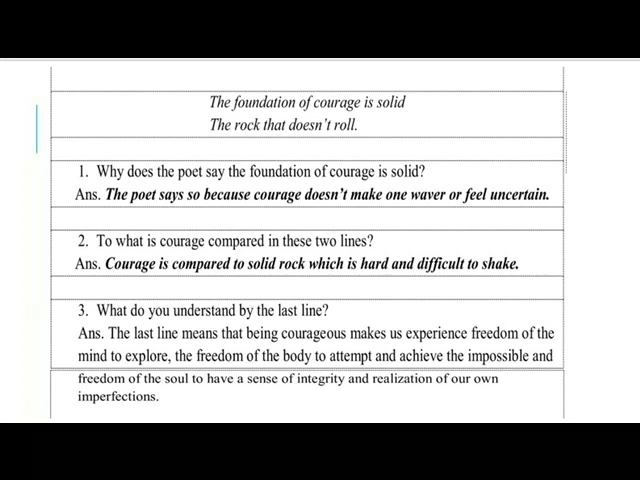 The foundation of courage is solid
The rock that doesn't roll.
1. Why does the poet say the foundation of courage is solid?
Ans. The poet says so because courage doesn't make one waver or feel uncertain.
2. To what is courage compared in these two lines?
Ans. Courage is compared to solid rock which is hard and difficult to shake.
3. What do you understand by the last line?
Ans. The last line means that being courageous makes us experience freedom of the
mind to explore, the freedom of the body to attempt and achieve the impossible and
freedom of the soul to have a sense of integrity and realization of our own
imperfections.